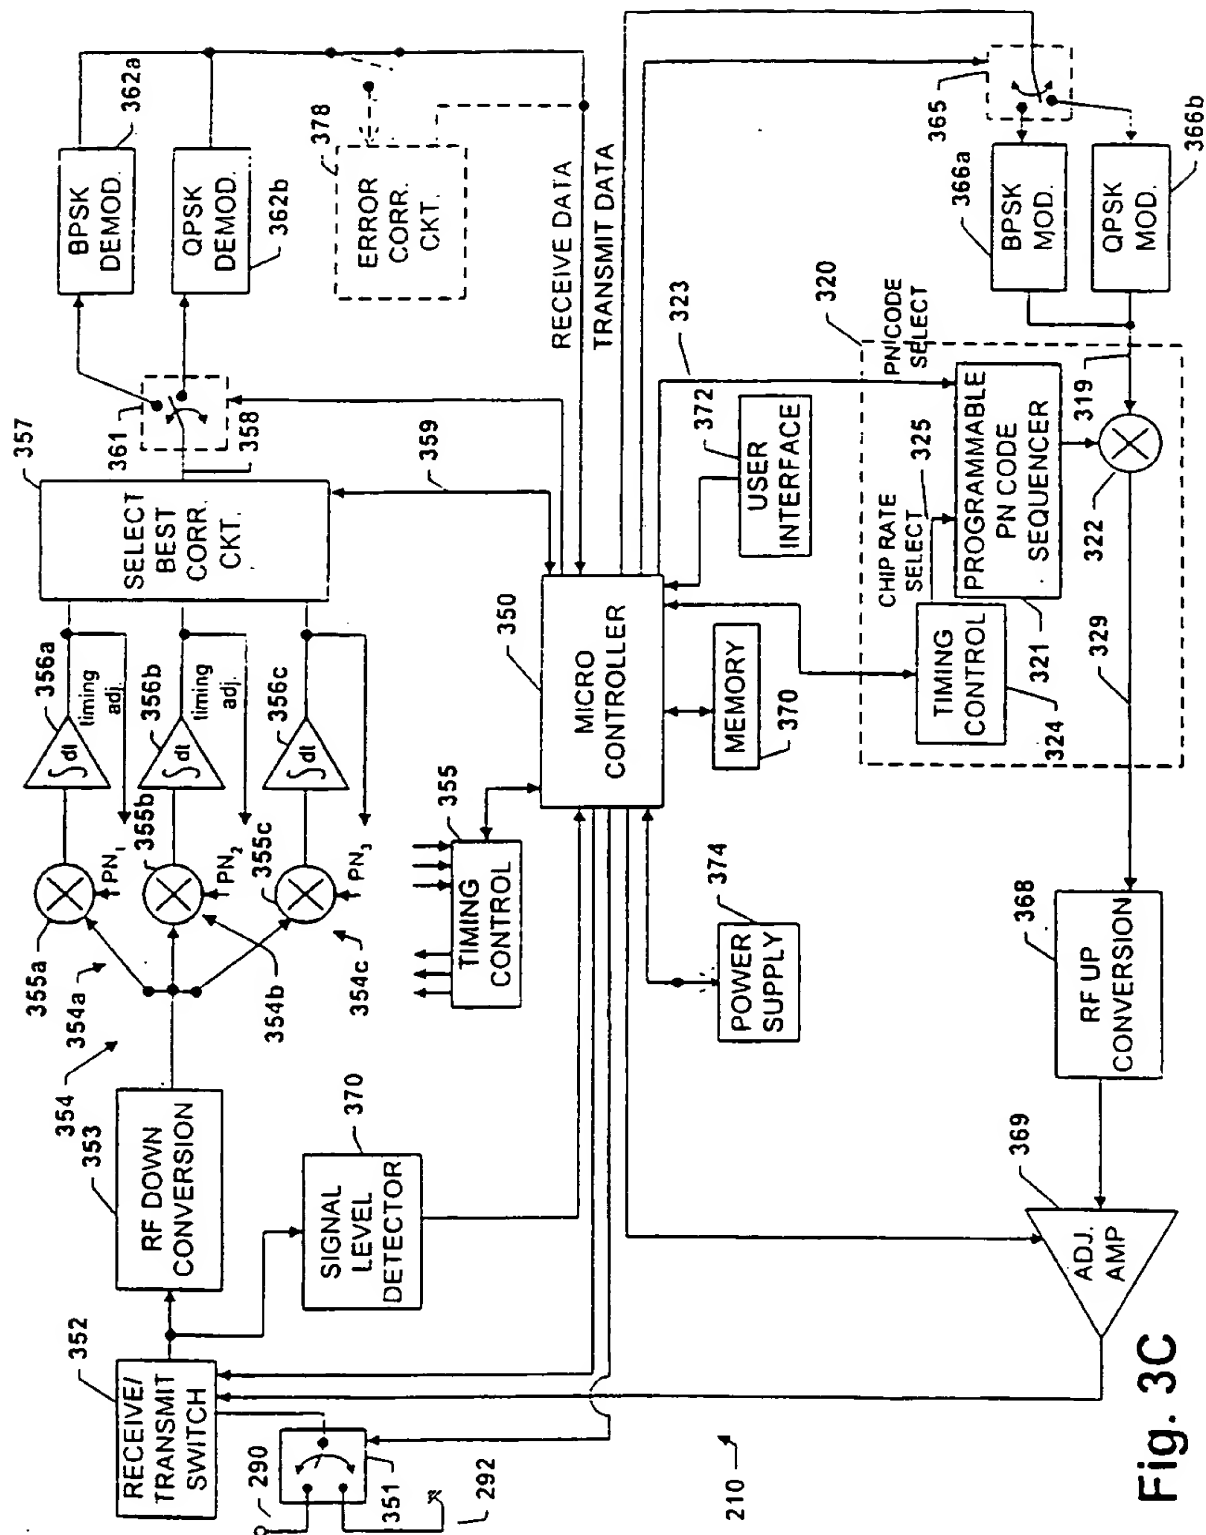 352
RECEIVE/
TRANSMIT
SWITCH
290
351
292
353
RF DOWN
CONVERSION
370
SIGNAL
LEVEL
DETECTOR
354
354a
354b
354c
355a
355b
355c
PN1
PN2
PN3
356a
∫dt
timing
adj.
356b
∫dt
timing
adj.
356c
∫dt
357
SELECT
BEST
CORR.
CKT.
361
358
359
362a
BPSK
DEMOD.
QPSK
DEMOD.
362b
378
ERROR
CORR.
CKT.
RECEIVE DATA
TRANSMIT DATA
355
TIMING
CONTROL
350
MICRO
CONTROLLER
374
POWER
SUPPLY
MEMORY
370
372
USER
INTERFACE
323
320
PN CODE
SELECT
CHIP RATE
SELECT
325
PROGRAMMABLE
PN CODE
SEQUENCER
321
TIMING
CONTROL
324
322
319
329
365
366a
BPSK
MOD.
QPSK
MOD.
366b
368
RF UP
CONVERSION
369
ADJ.
AMP
210
Fig. 3C